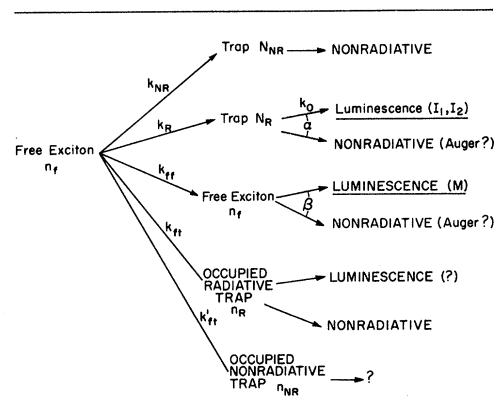 Trap N_NR → NONRADIATIVE
k_NR
k_R
Trap N_R
k_0
α
Luminescence (I_1, I_2)
NONRADIATIVE (Auger?)
Free Exciton
n_f
k_ff
Free Exciton
n_f
β
LUMINESCENCE (M)
NONRADIATIVE (Auger?)
k_ft
OCCUPIED
RADIATIVE
TRAP
n_R
LUMINESCENCE (?)
NONRADIATIVE
k'_ft
OCCUPIED
NONRADIATIVE
TRAP n_NR → ?